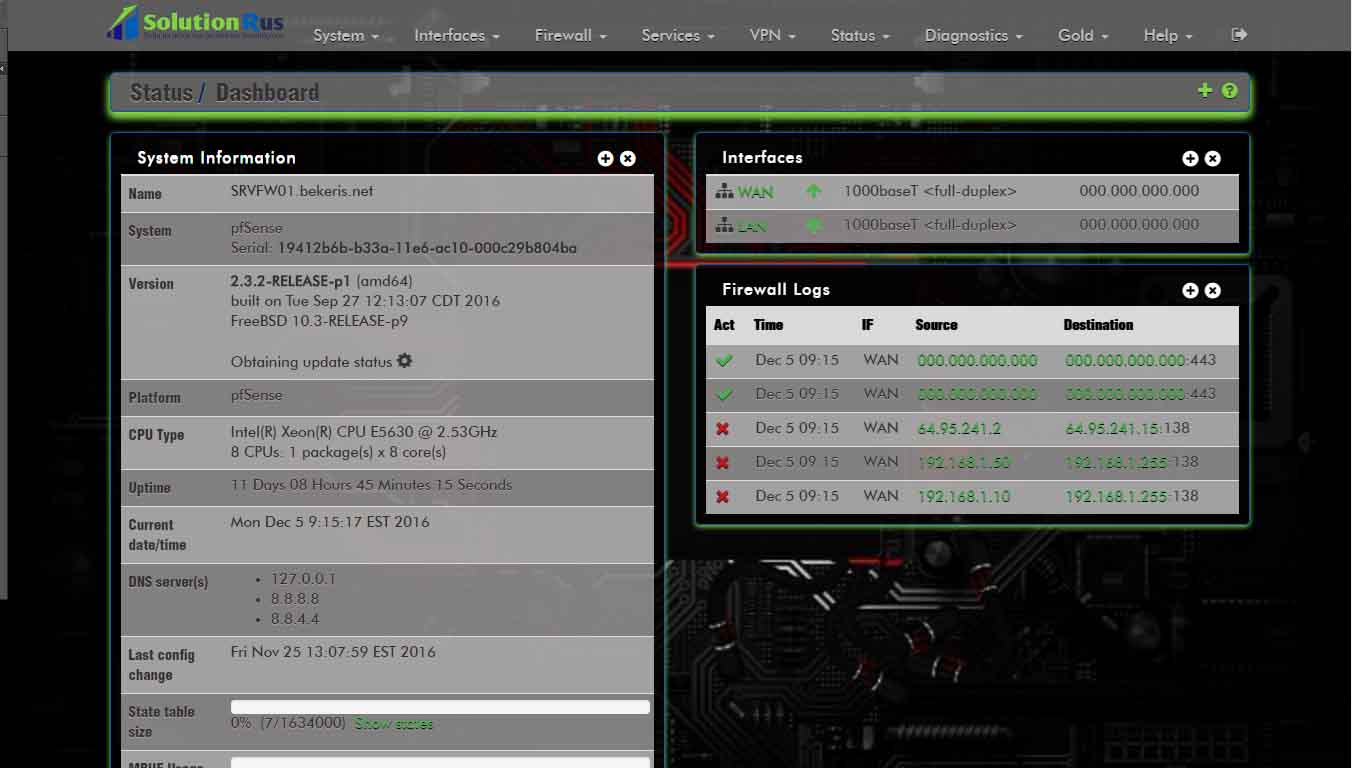 SolutionRus
System Interfaces Firewall Services VPN Status Diagnostics Gold Help
Status / Dashboard
System Information
Name SRVFW01.bekeris.net
System pfSense
Serial: 19412b6b-b33a-11e6-ac10-000c29b804ba
Version 2.3.2-RELEASE-p1 (amd64)
built on Tue Sep 27 12:13:07 CDT 2016
FreeBSD 10.3-RELEASE-p9
Obtaining update status
Platform pfSense
CPU Type Intel(R) Xeon(R) CPU E5630 @ 2.53GHz
8 CPUs: 1 package(s) x 8 core(s)
Uptime 11 Days 08 Hours 45 Minutes 15 Seconds
Current Mon Dec 5 9:15:17 EST 2016
date/time
DNS server(s) 127.0.0.1
8.8.8.8
8.8.4.4
Last config Fri Nov 25 13:07:59 EST 2016
change
State table
size 0% (7/1634000) Show states
MBUF Usage
Interfaces
WAN 1000baseT <full-duplex> 000.000.000.000
LAN 1000baseT <full-duplex> 000.000.000.000
Firewall Logs
Act Time IF Source Destination
Dec 5 09:15 WAN 000.000.000.000 000.000.000.000:443
Dec 5 09:15 WAN 000.000.000.000 000.000.000.000:443
Dec 5 09:15 WAN 64.95.241.2 64.95.241.15:138
Dec 5 09:15 WAN 192.168.1.50 192.168.1.255:138
Dec 5 09:15 WAN 192.168.1.10 192.168.1.255:138